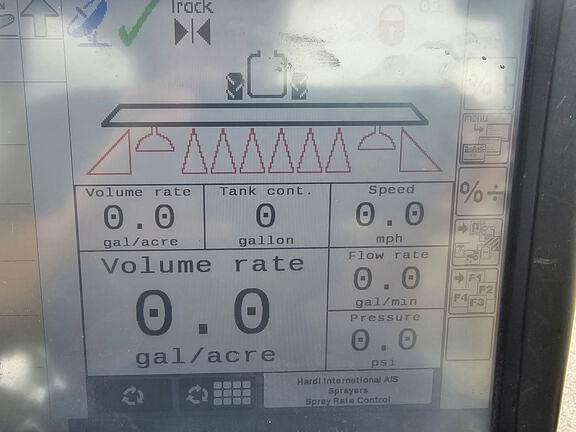 Track
01
menu
Volume rate
0.0
gal/acre
Tank cont.
0
gallon
Speed
0.0
mph
%÷
Volume rate
0.0
gal/acre
Flow rate
0.0
gal/min
F1
F2
F4 F3
Pressure
0.0
psi
Hardi International A/S
Sprayers
Spray Rate Control